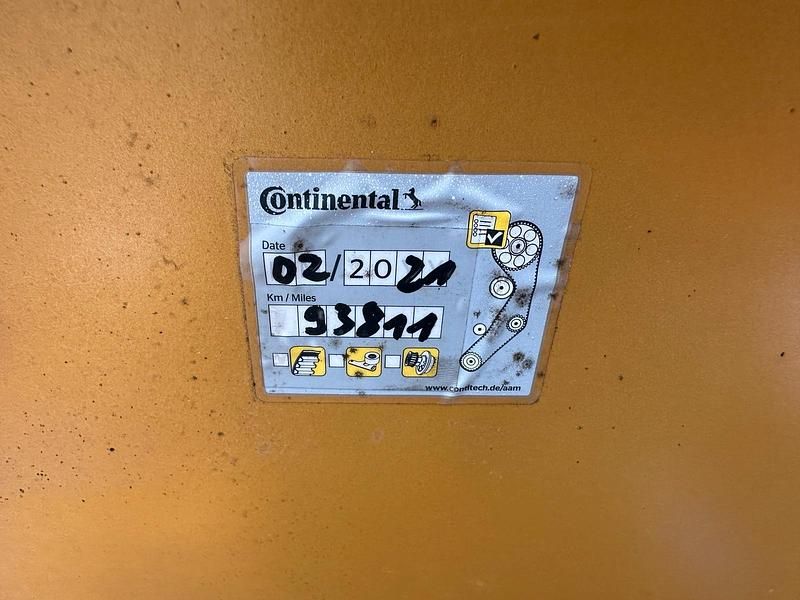 Continental
Date
02/2021
Km / Miles
93811
www.contitech.de/aam